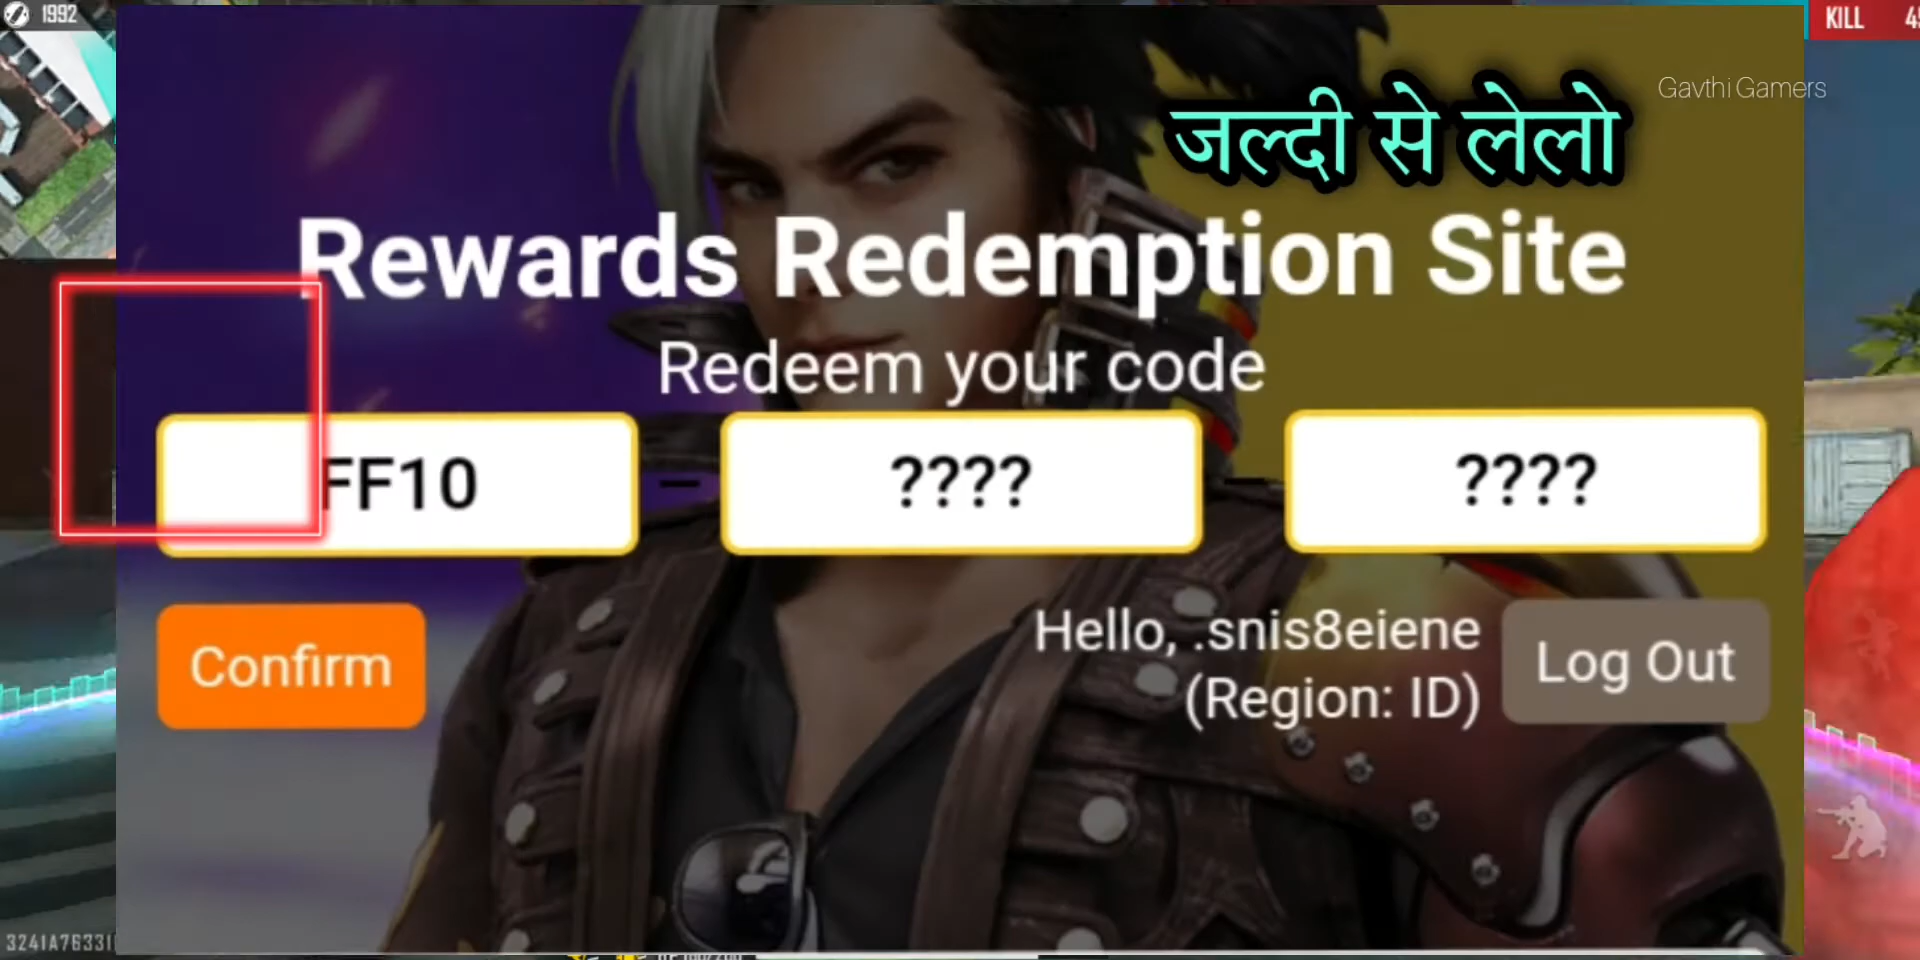 1992
KILL
जल्दी से लेलो
Gavthi Gamers
Rewards Redemption Site
Redeem your code
FF10 - ???? - ????
Confirm
Hello, .snis8eiene
(Region: ID)
Log Out